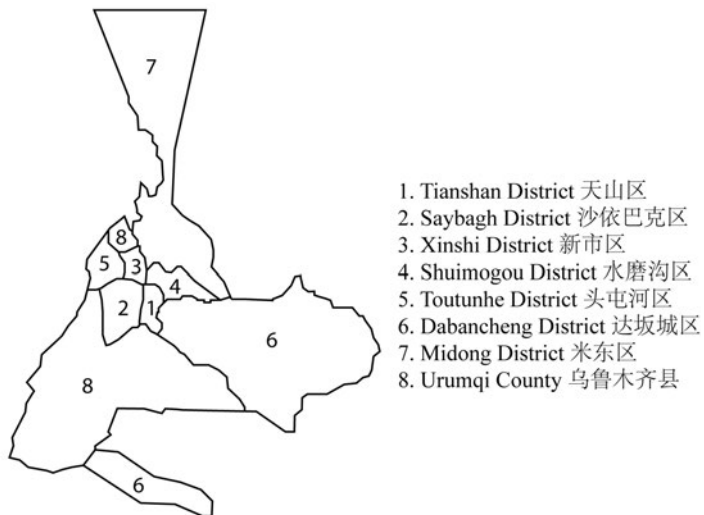 7
8
5
3
4
2
1
6
8
6
1. Tianshan District 天山区
2. Saybagh District 沙依巴克区
3. Xinshi District 新市区
4. Shuimogou District 水磨沟区
5. Toutunhe District 头屯河区
6. Dabancheng District 达坂城区
7. Midong District 米东区
8. Urumqi County 乌鲁木齐县